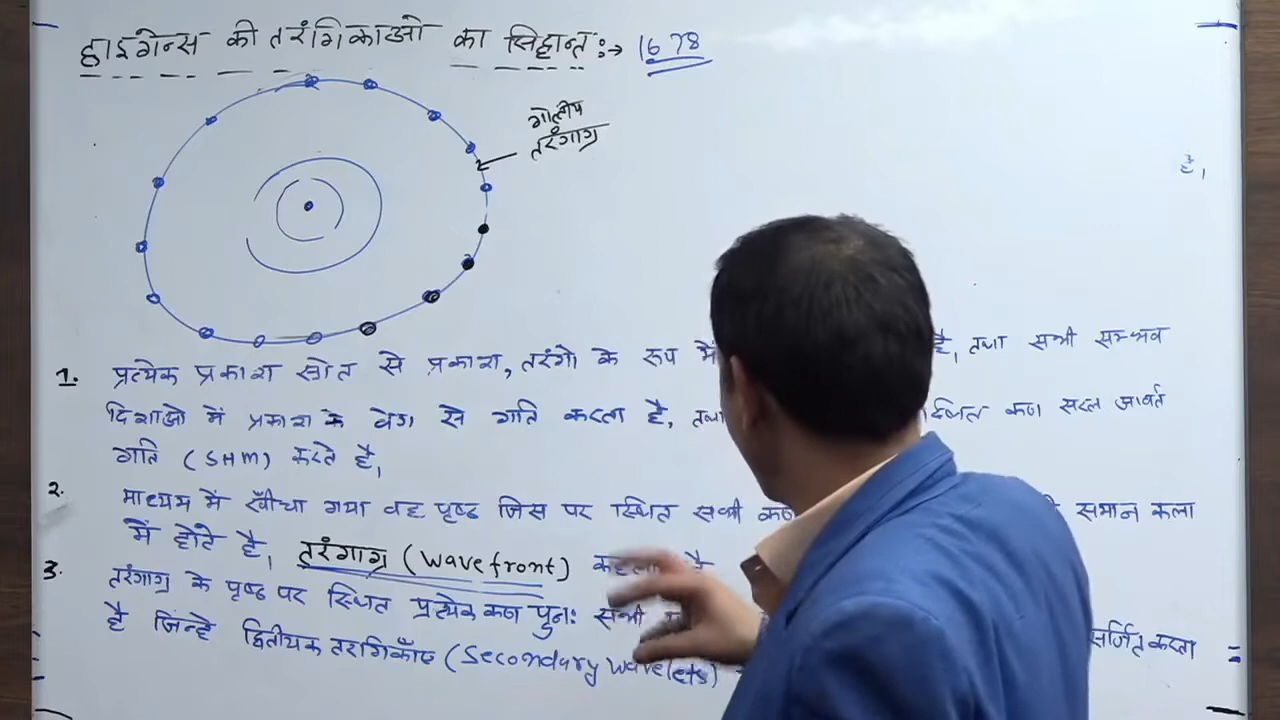 हाइगेन्स की तरंगिकाओ का सिद्धान्त :→ 1678
गोलीय
तरंगाग्र
है।
1. प्रत्येक प्रकाश स्रोत से प्रकाश, तरंगो के रूप में है, तथा सभी सम्भव
दिशाओ में प्रकाश के वेग से गति करता है, तथा स्थित कण सरल आवर्त
गति (SHM) करते है,
2. माध्यम में खींचा गया वह पृष्ठ जिस पर स्थित सभी कण समान कला
में होते है, तरंगाग्र (Wavefront) कहलाता है
3. तरंगाग्र के पृष्ठ पर स्थित प्रत्येक कण पुनः सभी सर्जित करता
है जिन्हे द्वितीयक तरगिकाँए (Secondary wavelets)